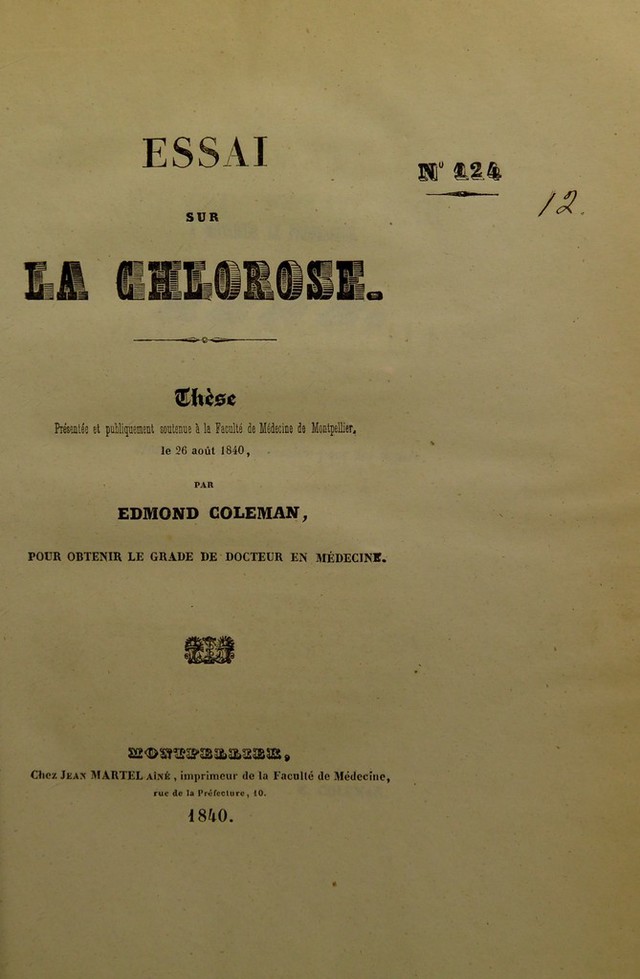 ESSAI
N° 124
12.
SUR
LA CHLOROSE.
Thèse
Présentée et publiquement soutenue à la Faculté de Médecine de Montpellier,
le 26 août 1840,
PAR
EDMOND COLEMAN,
POUR OBTENIR LE GRADE DE DOCTEUR EN MÉDECINE.
MONTPELLIER,
Chez JEAN MARTEL AÎNÉ, imprimeur de la Faculté de Médecine,
rue de la Préfecture, 10.
1840.